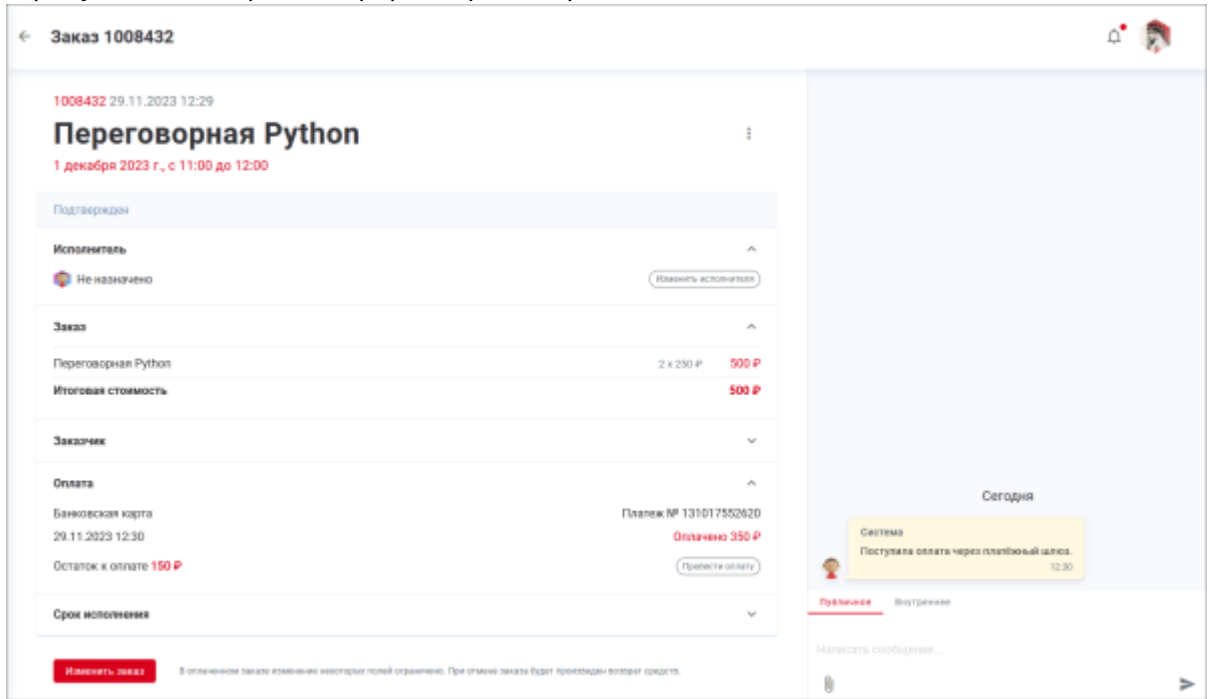 Заказ 1008432
1008432 29.11.2023 12:29
Переговорная Python
1 декабря 2023 г., с 11:00 до 12:00
Подтвержден
Исполнитель
Не назначено
Изменить исполнителя
Заказ
Переговорная Python 2 x 250 ₽ 500 ₽
Итоговая стоимость 500 ₽
Заказчик
Оплата
Банковская карта Платеж № 131017552620
29.11.2023 12:30 Оплачено 350 ₽
Остаток к оплате 150 ₽ Провести оплату
Срок исполнения
Изменить заказ
В оплаченном заказе изменение некоторых полей ограничено. При отмене заказа будет произведен возврат средств.
Сегодня
Система
Поступила оплата через платёжный шлюз.
12:30
Публичное Внутреннее
Написать сообщение...